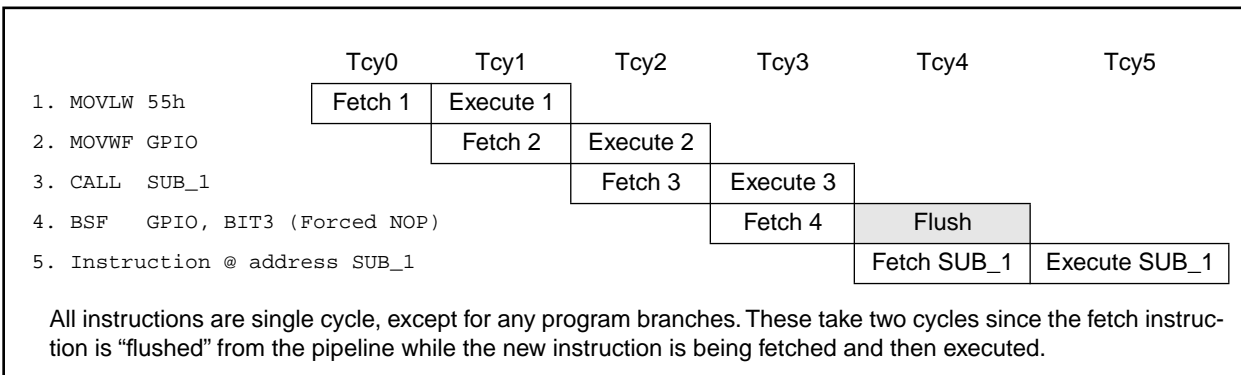 Tcy0 Tcy1 Tcy2 Tcy3 Tcy4 Tcy5
1. MOVLW 55h Fetch 1 Execute 1
2. MOVWF GPIO Fetch 2 Execute 2
3. CALL SUB_1 Fetch 3 Execute 3
4. BSF GPIO, BIT3 (Forced NOP) Fetch 4 Flush
5. Instruction @ address SUB_1 Fetch SUB_1 Execute SUB_1
All instructions are single cycle, except for any program branches. These take two cycles since the fetch instruc-
tion is “flushed” from the pipeline while the new instruction is being fetched and then executed.